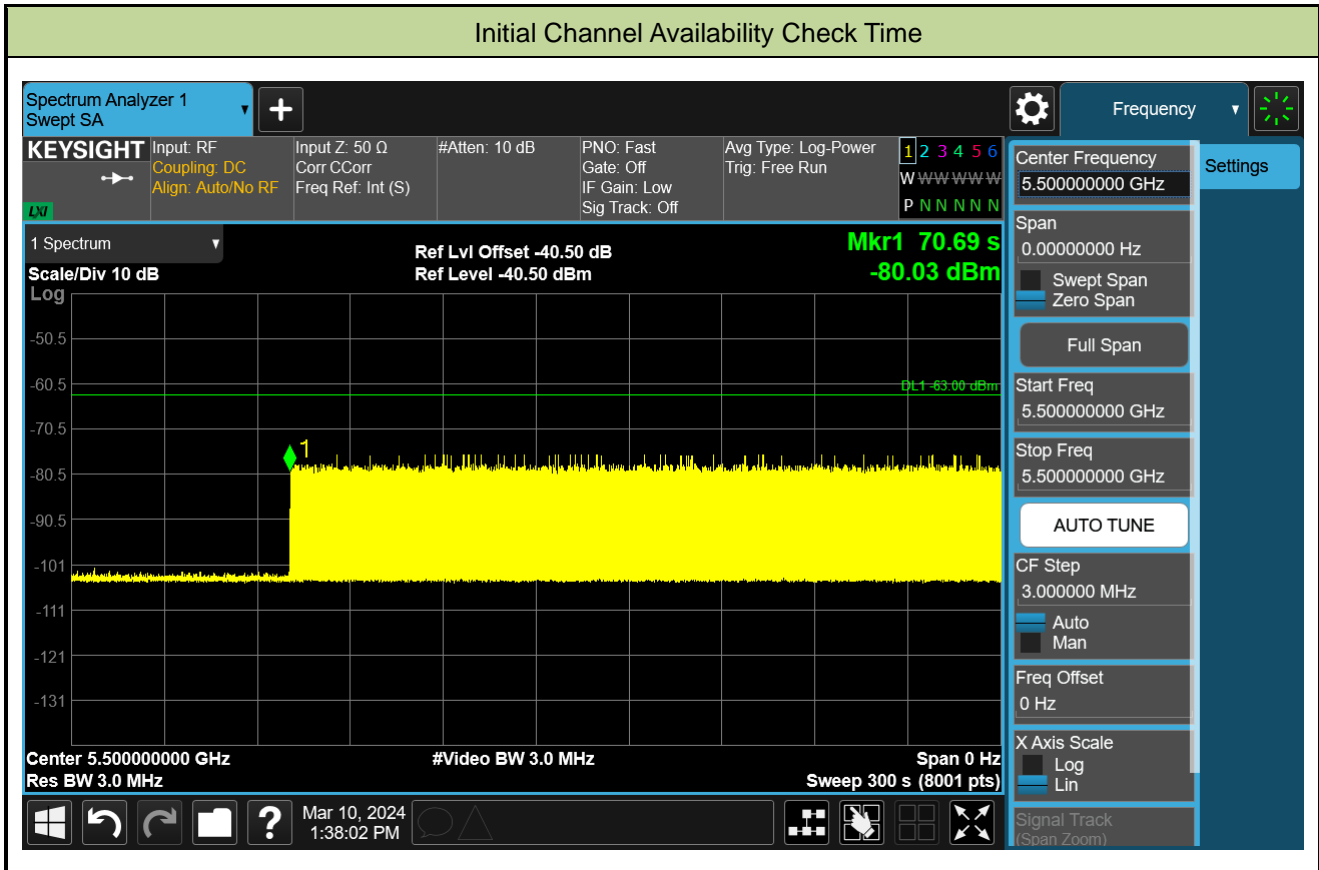 Initial Channel Availability Check Time
Spectrum Analyzer 1
Swept SA
Frequency
KEYSIGHT
LXI
Input: RF
Coupling: DC
Align: Auto/No RF
Input Z: 50 Ω
Corr CCorr
Freq Ref: Int (S)
#Atten: 10 dB
PNO: Fast
Gate: Off
IF Gain: Low
Sig Track: Off
Avg Type: Log-Power
Trig: Free Run
1 2 3 4 5 6
W W W W W W
P N N N N N
1 Spectrum
Scale/Div 10 dB
Log
Ref Lvl Offset -40.50 dB
Ref Level -40.50 dBm
Mkr1 70.69 s
-80.03 dBm
-50.5
-60.5
DL1 -63.00 dBm
-70.5
1
-80.5
-90.5
-101
-111
-121
-131
Center 5.500000000 GHz
Res BW 3.0 MHz
#Video BW 3.0 MHz
Span 0 Hz
Sweep 300 s (8001 pts)
Mar 10, 2024
1:38:02 PM
Center Frequency
5.500000000 GHz
Settings
Span
0.00000000 Hz
Swept Span
Zero Span
Full Span
Start Freq
5.500000000 GHz
Stop Freq
5.500000000 GHz
AUTO TUNE
CF Step
3.000000 MHz
Auto
Man
Freq Offset
0 Hz
X Axis Scale
Log
Lin
Signal Track
(Span Zoom)